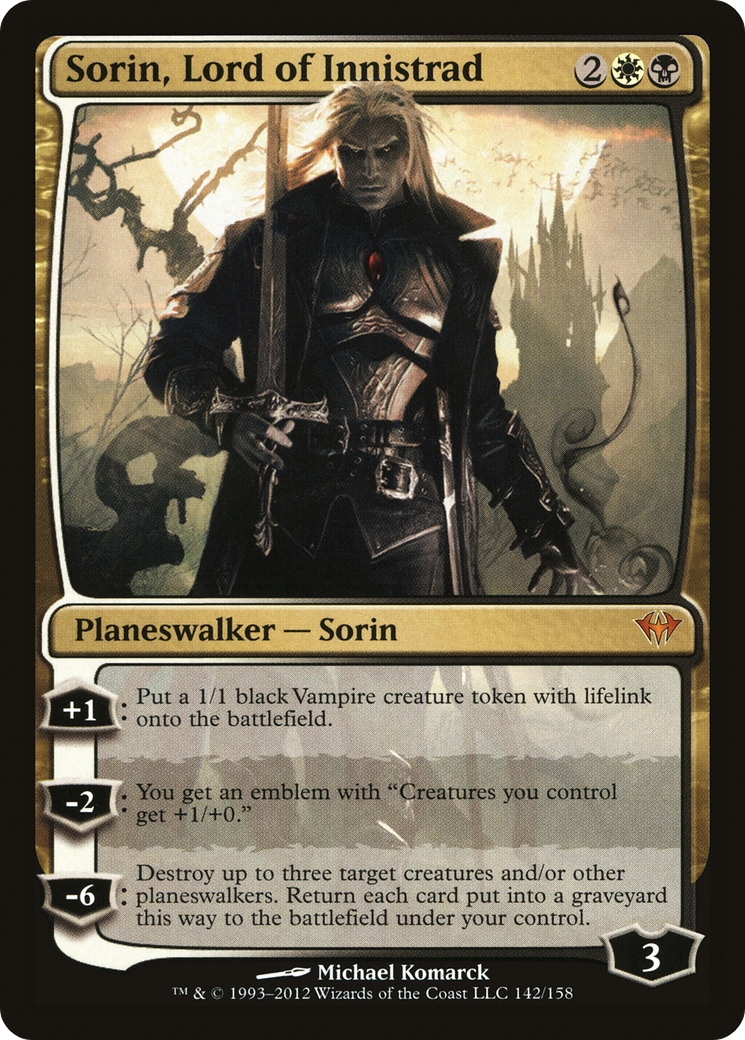 Sorin, Lord of Innistrad 2
Planeswalker — Sorin
+1 : Put a 1/1 black Vampire creature token with lifelink
onto the battlefield.
-2 : You get an emblem with “Creatures you control
get +1/+0.”
Destroy up to three target creatures and/or other
-6 : planeswalkers. Return each card put into a graveyard
this way to the battlefield under your control.
3
Michael Komarck
™ & © 1993–2012 Wizards of the Coast LLC 142/158